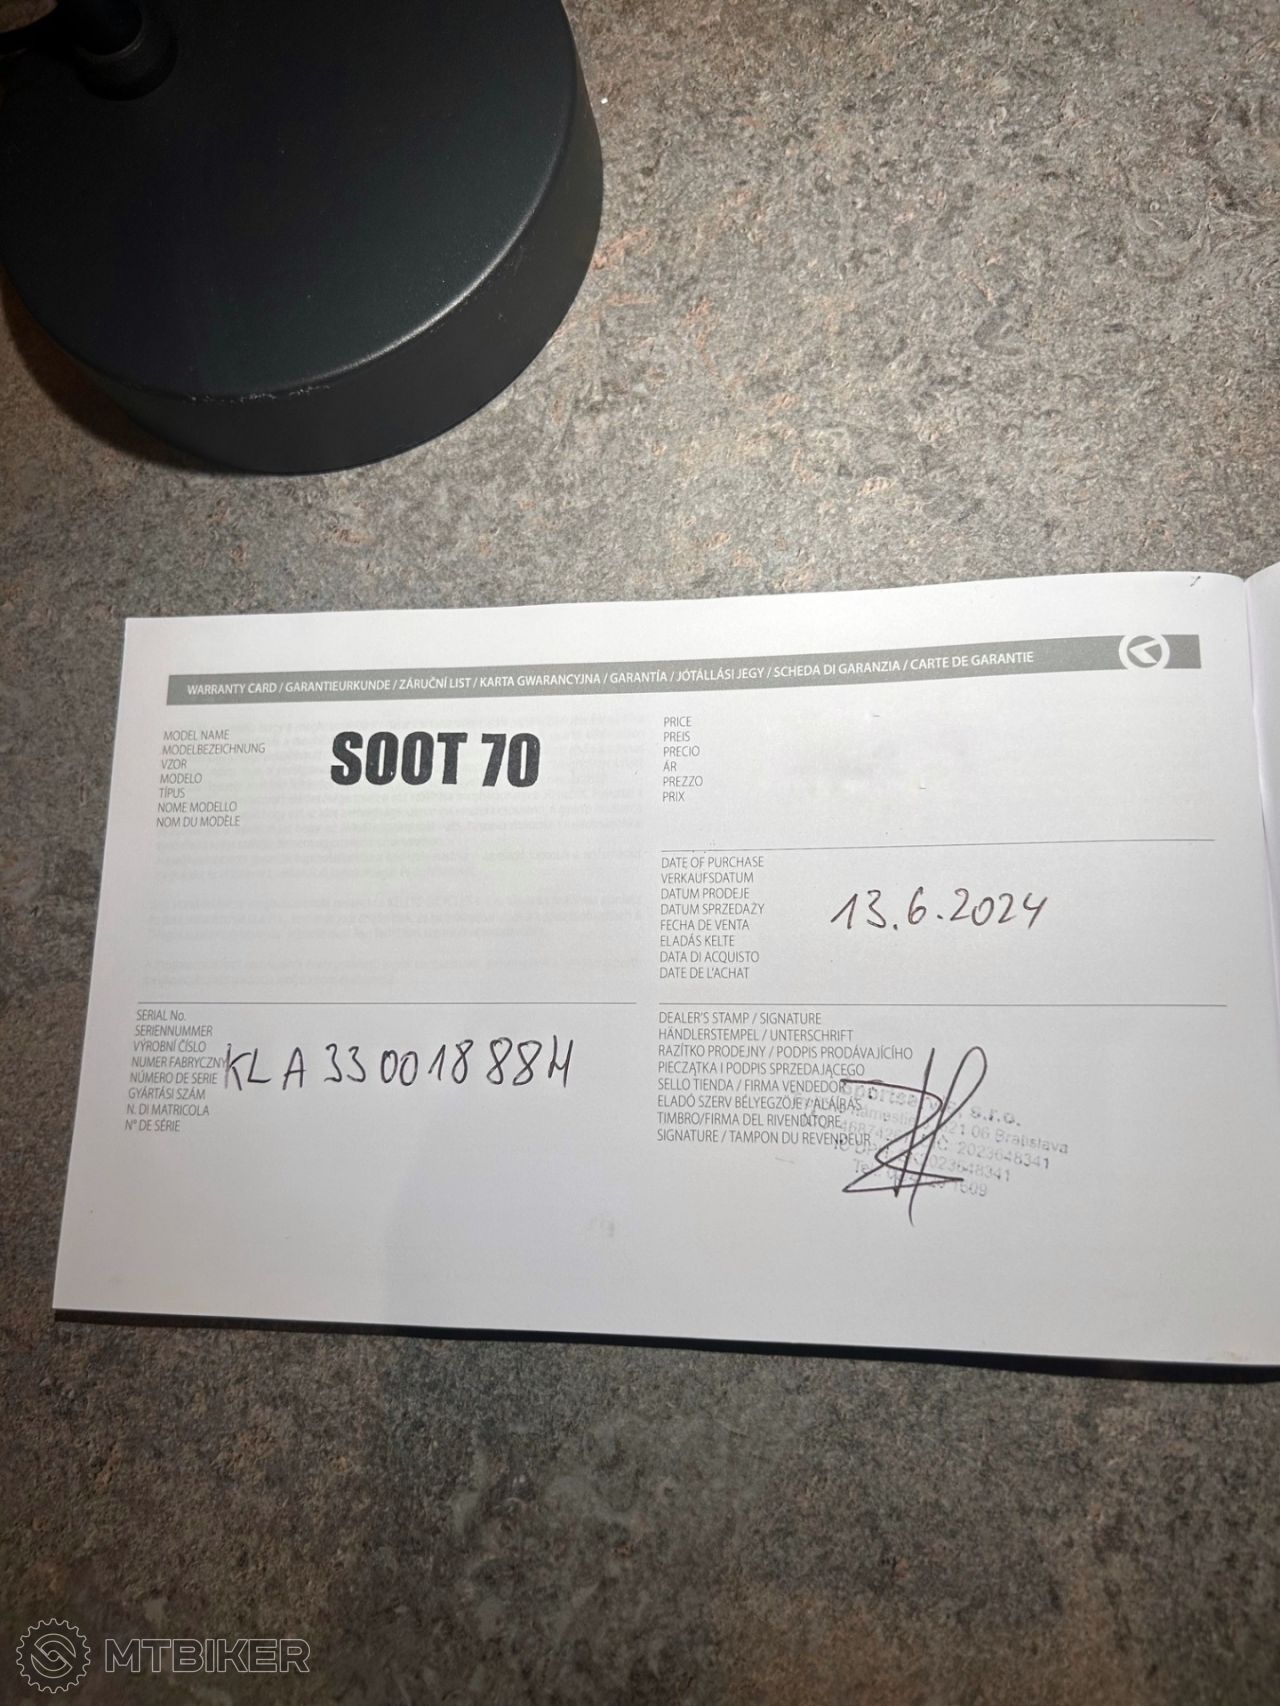 WARRANTY CARD / GARANTIEURKUNDE / ZÁRUČNÍ LIST / KARTA GWARANCYJNA / GARANTÍA / JÓTÁLLÁSI JEGY / SCHEDA DI GARANZIA / CARTE DE GARANTIE
MODEL NAME
MODELBEZEICHNUNG
VZOR
MODELO
TÍPUS
NOME MODELLO
NOM DU MODÈLE
SOOT 70
PRICE
PREIS
PRECIO
ÁR
PREZZO
PRIX
DATE OF PURCHASE
VERKAUFSDATUM
DATUM PRODEJE
DATUM SPRZEDAŻY
FECHA DE VENTA
ELADÁS KELTE
DATA DI ACQUISTO
DATE DE L'ACHAT
13.6.2024
SERIAL No.
SERIENNUMMER
VÝROBNÍ ČÍSLO
NUMER FABRYCZNY
NÚMERO DE SERIE
GYÁRTÁSI SZÁM
N. DI MATRICOLA
N° DE SÉRIE
KLA33001888H
DEALER'S STAMP / SIGNATURE
HÄNDLERSTEMPEL / UNTERSCHRIFT
RAZÍTKO PRODEJNY / PODPIS PRODÁVAJÍCÍHO
PIECZĄTKA I PODPIS SPRZEDAJĄCEGO
SELLO TIENDA / FIRMA VENDEDOR
ELADÓ SZERV BÉLYEGZÖJE / ALÁÍRÁS
TIMBRO/FIRMA DEL RIVENDITORE
SIGNATURE / TAMPON DU REVENDEUR
s.r.o.
06 Bratislava
2023648341
2023648341
MTBIKER